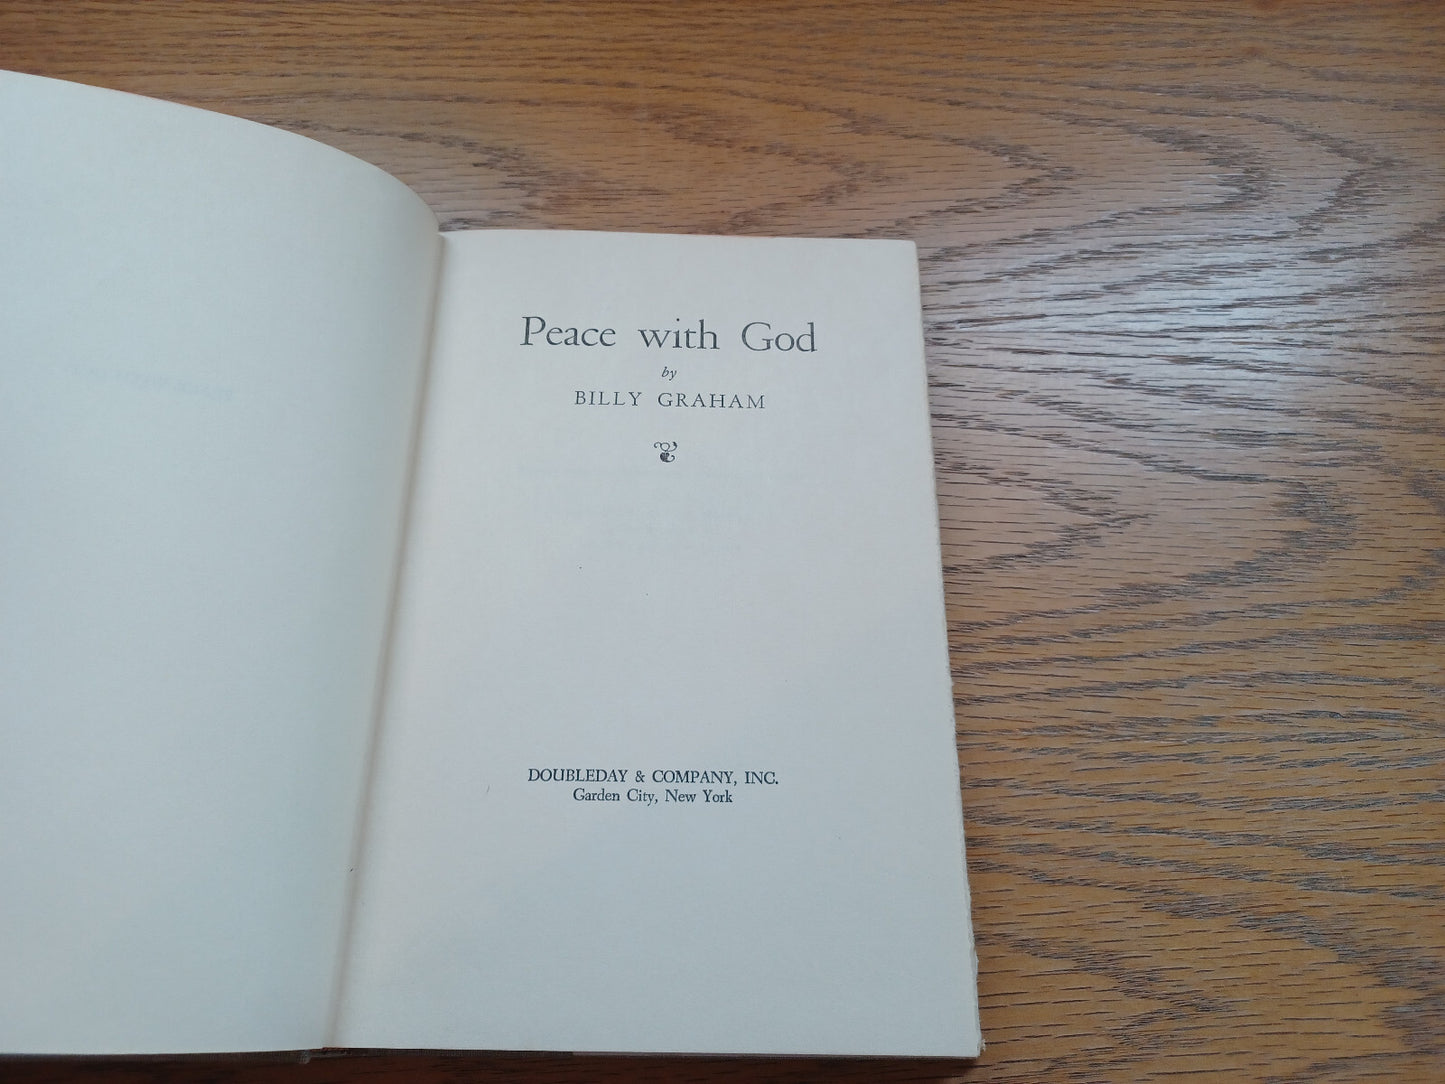 Peace with God
by
BILLY GRAHAM
DOUBLEDAY & COMPANY, INC.
Garden City, New York